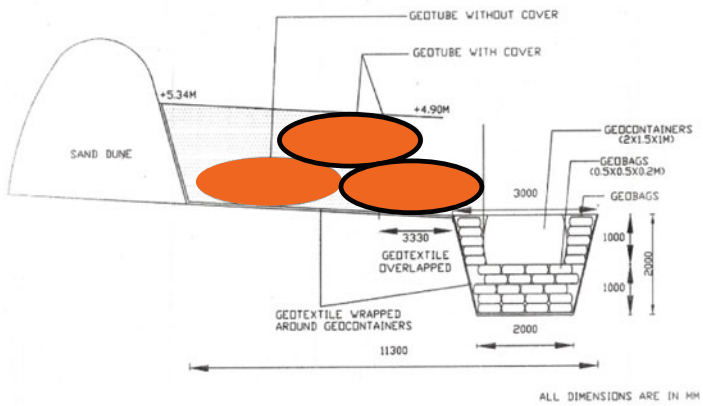 GEOTUBE WITHOUT COVER
GEOTUBE WITH COVER
+5.34M
+4.90M
SAND DUNE
GEOCONTAINERS
(2X1.5X1M)
GEOBAGS
(0.5X0.5X0.2M)
3000
GEOBAGS
3330
GEOTEXTILE
OVERLAPPED
1000
2000
1000
GEOTEXTILE WRAPPED
AROUND GEOCONTAINERS
2000
11300
ALL DIMENSIONS ARE IN MM